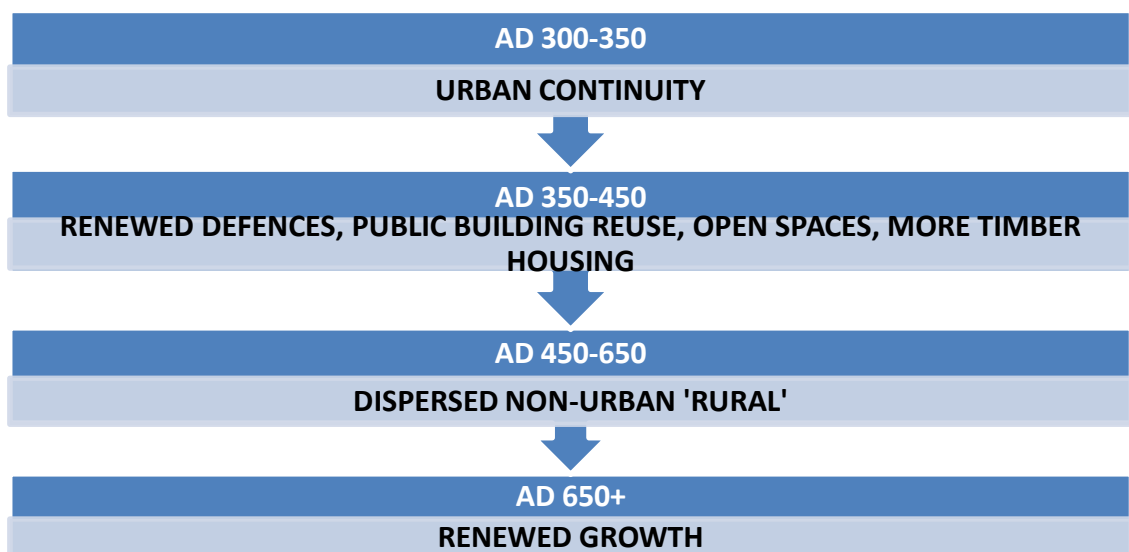 AD 300-350
URBAN CONTINUITY
AD 350-450
RENEWED DEFENCES, PUBLIC BUILDING REUSE, OPEN SPACES, MORE TIMBER
HOUSING
AD 450-650
DISPERSED NON-URBAN 'RURAL'
AD 650+
RENEWED GROWTH